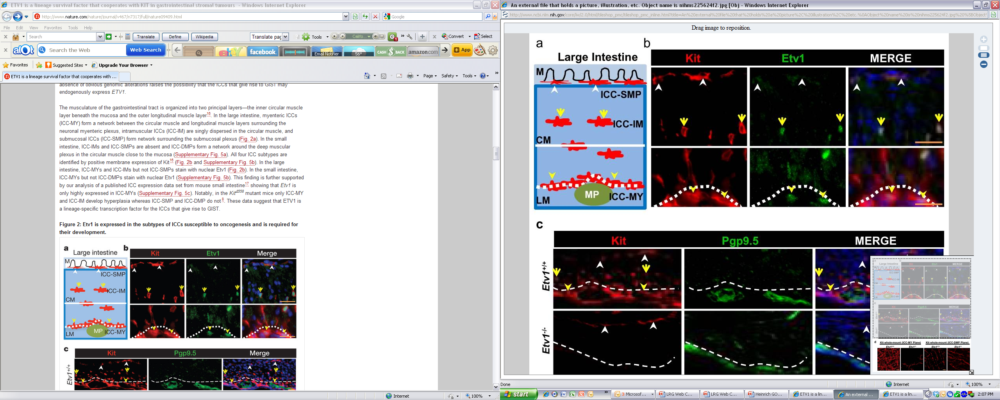 ETV1 is a lineage survival factor that cooperates with KIT in gastrointestinal stromal tumours - Windows Internet Explorer
http://www.nature.com/nature/journal/v467/n7317/full/nature09409.html
Google
File Edit View Favorites Tools Help
Search Translate Define Wikipedia Translate pag Tools Califo... 1 Convert Select
alot Search the Web Web Search ebay facebook. Email Notifier 56° CASH $ BACK amazon.com App
Favorites Suggested Sites Upgrade Your Browser
ETV1 is a lineage survival factor that cooperates with ... Page Safety Tools
absence of obvious genomic alterations raises the possibility that the ICCs that give rise to GIST may
endogenously express ETV1.
The musculature of the gastrointestinal tract is organized into two principal layers—the inner circular muscle
layer beneath the mucosa and the outer longitudinal muscle layer16. In the large intestine, myenteric ICCs
(ICC-MY) form a network between the circular muscle and longitudinal muscle layers surrounding the
neuronal myenteric plexus, intramuscular ICCs (ICC-IM) are singly dispersed in the circular muscle, and
submucosal ICCs (ICC-SMP) form network surrounding the submucosal plexus (Fig. 2a). In the small
intestine, ICC-IMs and ICC-SMPs are absent and ICC-DMPs form a network around the deep muscular
plexus in the circular muscle close to the mucosa (Supplementary Fig. 5a). All four ICC subtypes are
identified by positive membrane expression of Kit16 (Fig. 2b and Supplementary Fig. 5b). In the large
intestine, ICC-MYs and ICC-IMs but not ICC-SMPs stain with nuclear Etv1 (Fig. 2b). In the small intestine,
ICC-MYs but not ICC-DMPs stain with nuclear Etv1 (Supplementary Fig. 5b). This finding is further supported
by our analysis of a published ICC expression data set from mouse small intestine17 showing that Etv1 is
only highly expressed in ICC-MYs (Supplementary Fig. 5c). Notably, in the KitΔ558 mutant mice only ICC-MY
and ICC-IM develop hyperplasia whereas ICC-SMP and ICC-DMP do not8. These data suggest that ETV1 is
a lineage-specific transcription factor for the ICCs that give rise to GIST.
Figure 2: Etv1 is expressed in the subtypes of ICCs susceptible to oncogenesis and is required for
their development.
a
Large intestine
M
ICC-SMP
ICC-IM
CM
MP
ICC-MY
LM
b
Kit Etv1 Merge
c
Kit Pgp9.5 Merge
Etv1+/+
Internet 100%
An external file that holds a picture, illustration, etc. Object name is nihms225624f2.jpg [Obj - Windows Internet Explorer
http://www.ncbi.nlm.nih.gov/core/lw/2.0/html/tileshop_pmc/tileshop_pmc_inline.html?title=An%20external%20file%20that%20holds%20a%20picture%2C%20illustration%2C%20etc.%0AObject%20name%20is%20nihms225624f2.jpg%20%5BObject
Drag image to reposition.
a
Large Intestine
M
ICC-SMP
ICC-IM
CM
MP
ICC-MY
LM
b
Kit Etv1 MERGE
c
Kit Pgp9.5 MERGE
Etv1+/+
Etv1-/-
d
Kit whole-mount (ICC-MY Plane) Kit whole-mount (ICC-DMP Plane)
Etv1+/+ Etv1-/- Etv1+/+ Etv1-/-
Done Internet 100%
start 3 Microsof... LRG Web C... LRG Web C... Heinrich GO... ETV1 is a lin... An external ... ETV1 is a lin... 2:07 PM